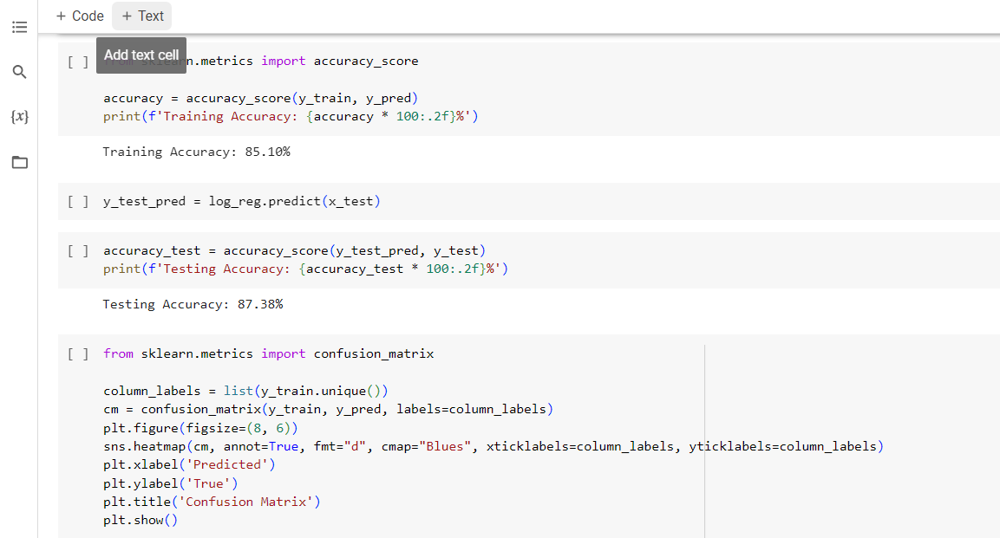 + Code + Text
Add text cell
{x}
[ ] from sklearn.metrics import accuracy_score
accuracy = accuracy_score(y_train, y_pred)
print(f'Training Accuracy: {accuracy * 100:.2f}%')
Training Accuracy: 85.10%
[ ] y_test_pred = log_reg.predict(x_test)
[ ] accuracy_test = accuracy_score(y_test_pred, y_test)
print(f'Testing Accuracy: {accuracy_test * 100:.2f}%')
Testing Accuracy: 87.38%
[ ] from sklearn.metrics import confusion_matrix
column_labels = list(y_train.unique())
cm = confusion_matrix(y_train, y_pred, labels=column_labels)
plt.figure(figsize=(8, 6))
sns.heatmap(cm, annot=True, fmt="d", cmap="Blues", xticklabels=column_labels, yticklabels=column_labels)
plt.xlabel('Predicted')
plt.ylabel('True')
plt.title('Confusion Matrix')
plt.show()